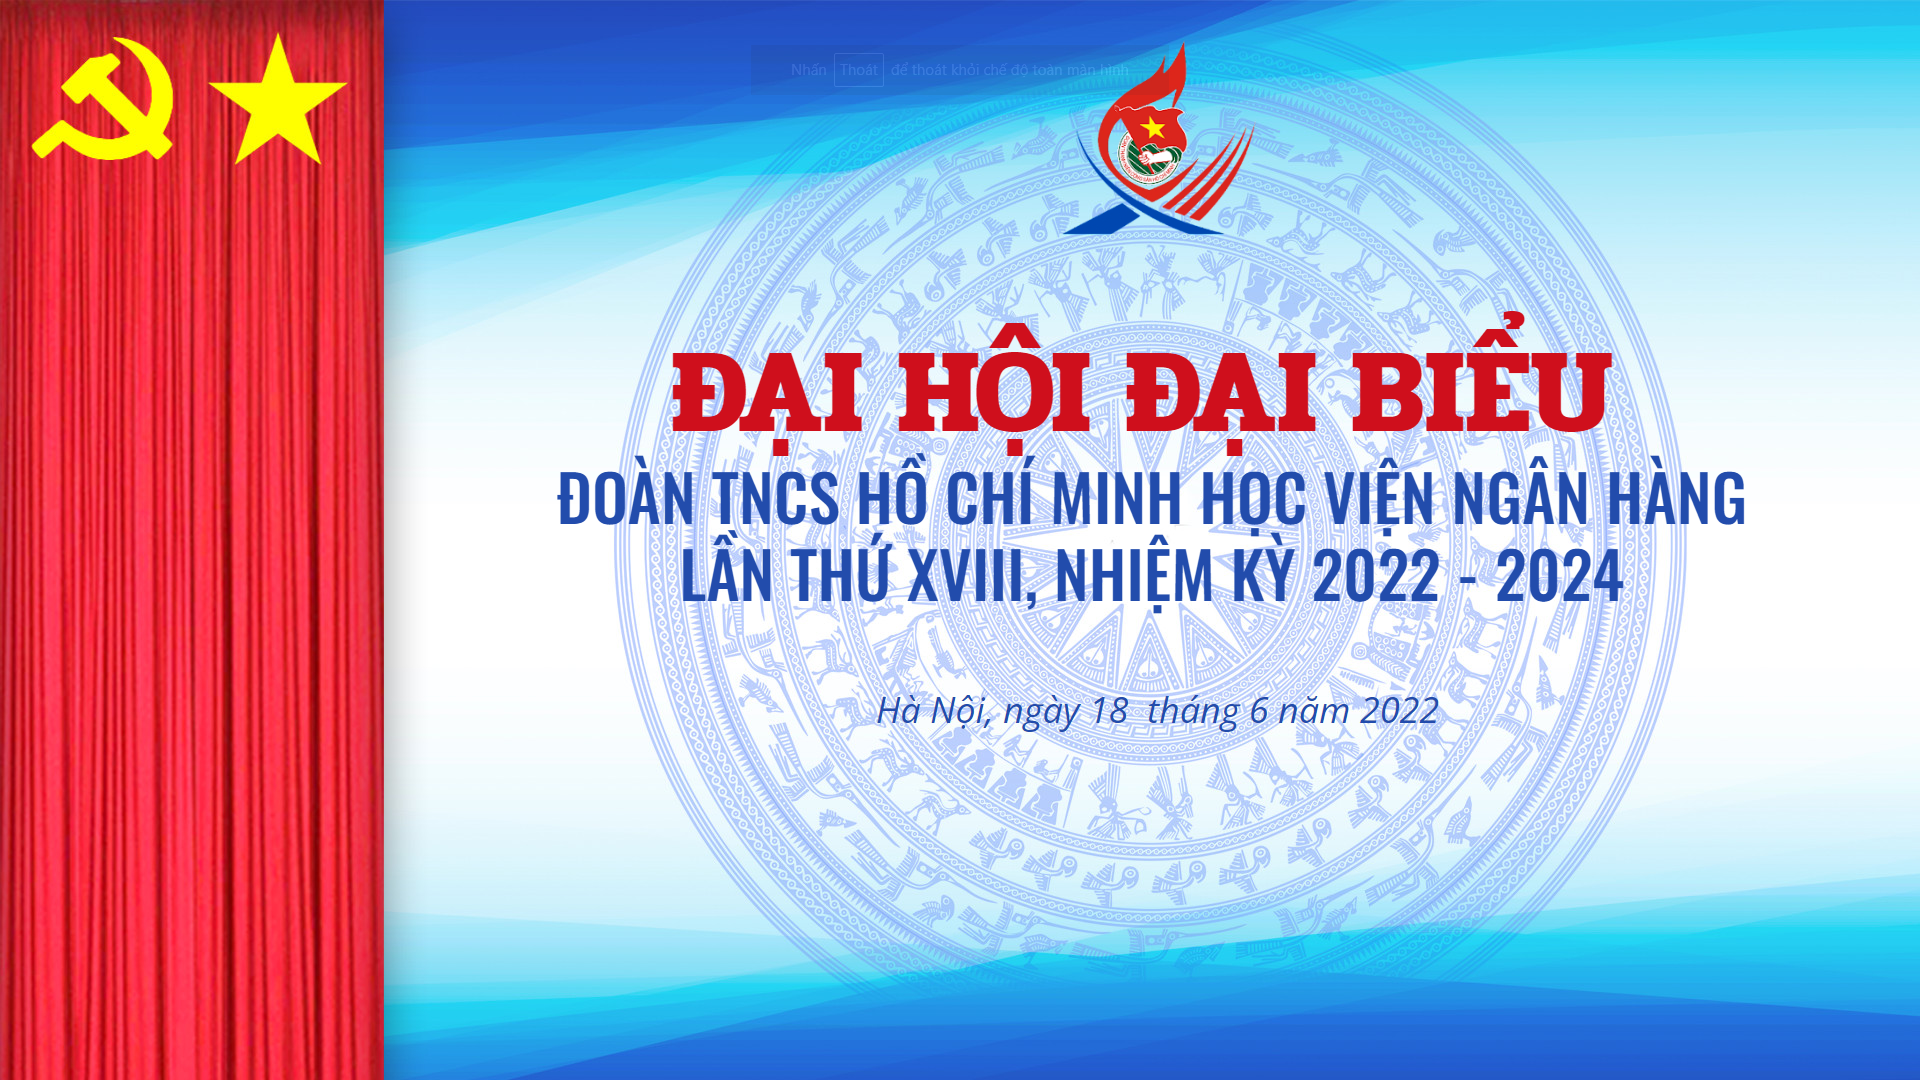 Nhấn Thoát để thoát khỏi chế độ toàn màn hình
ĐẠI HỘI ĐẠI BIỂU
ĐOÀN TNCS HỒ CHÍ MINH HỌC VIỆN NGÂN HÀNG
LẦN THỨ XVIII, NHIỆM KỲ 2022 - 2024
Hà Nội, ngày 18 tháng 6 năm 2022